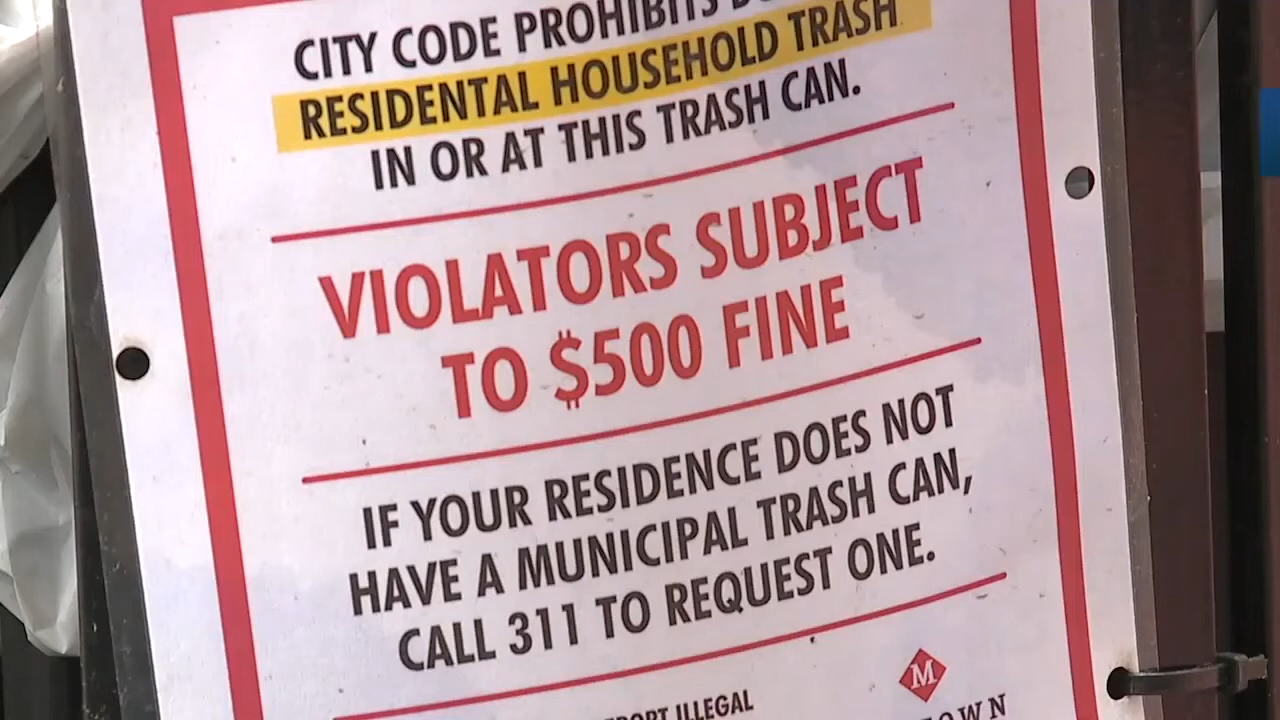 CITY CODE PROHIBITS
RESIDENTAL HOUSEHOLD TRASH
IN OR AT THIS TRASH CAN.
VIOLATORS SUBJECT
TO $500 FINE
IF YOUR RESIDENCE DOES NOT
HAVE A MUNICIPAL TRASH CAN,
CALL 311 TO REQUEST ONE.
ILLEGAL
M